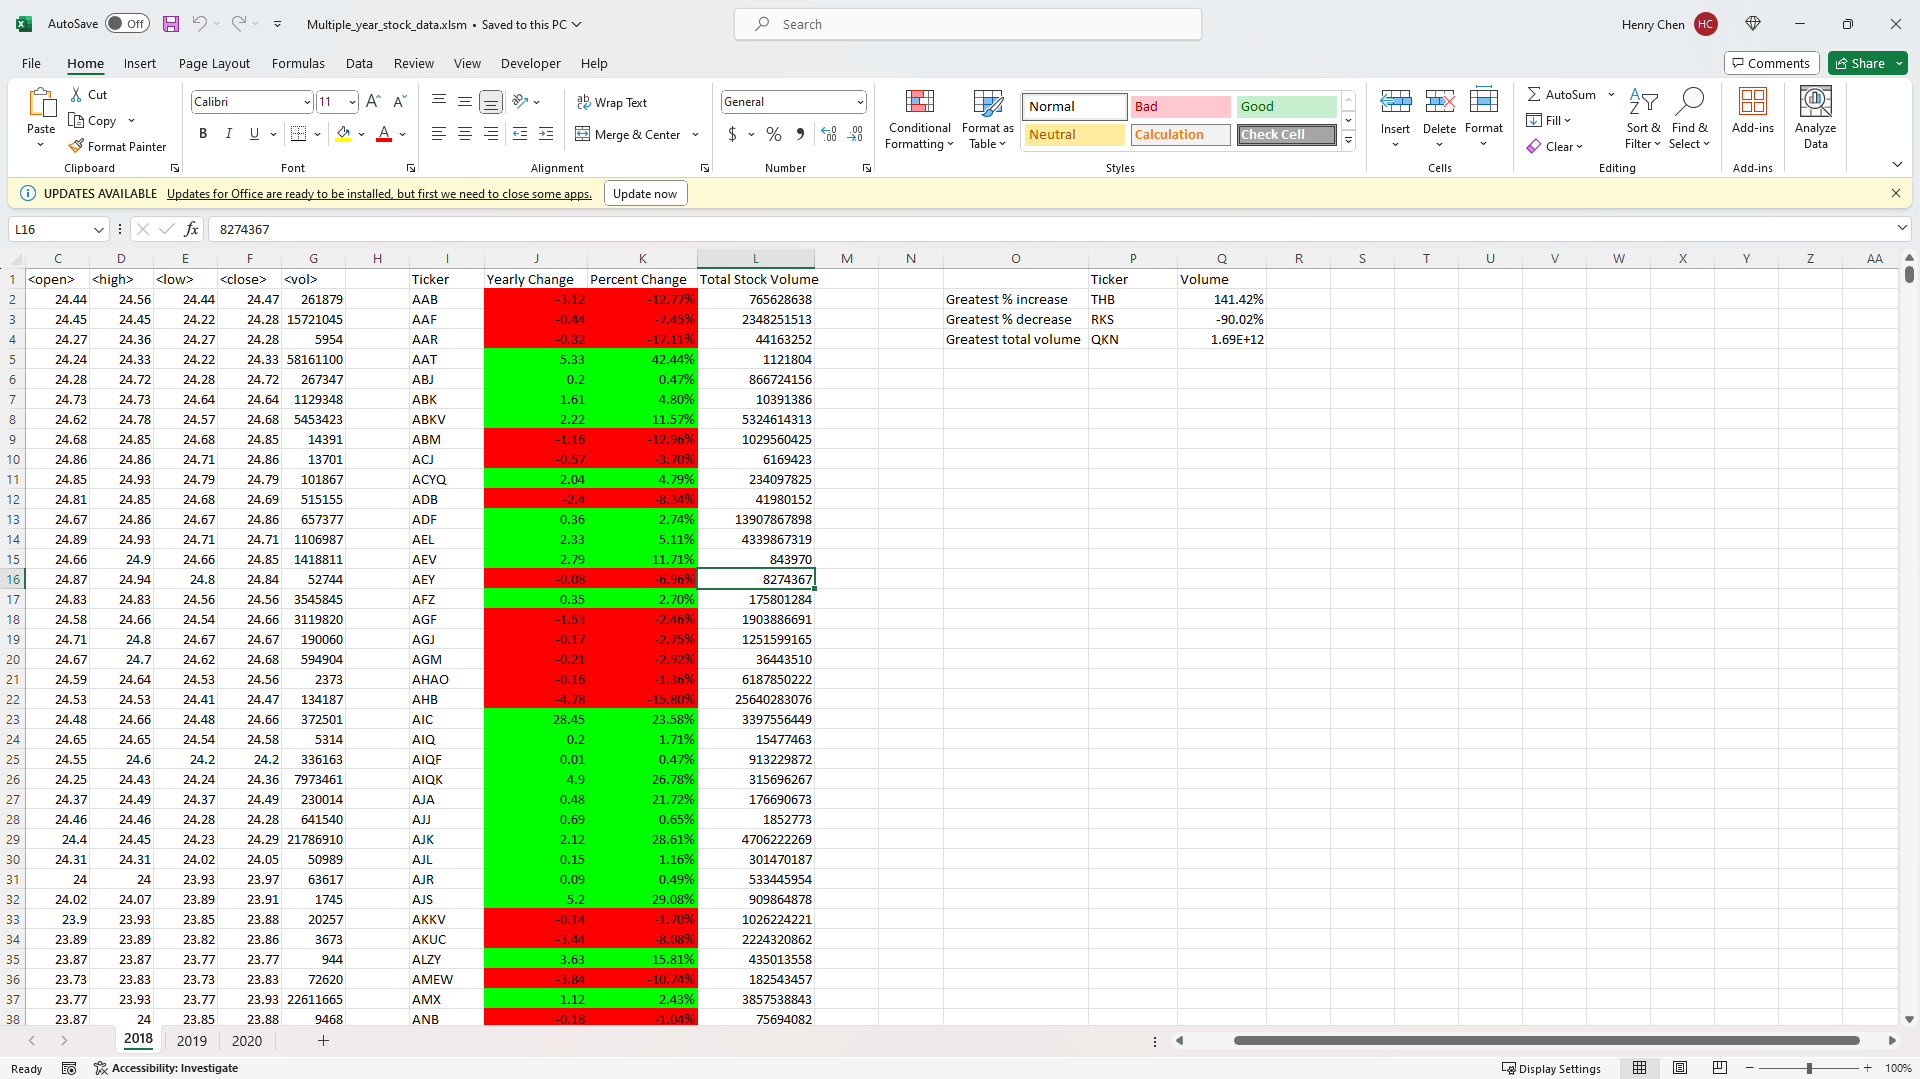 AutoSave Off Multiple_year_stock_data.xlsm • Saved to this PC Search Henry Chen HC
File Home Insert Page Layout Formulas Data Review View Developer Help Comments Share
Paste Cut Copy Format Painter Clipboard
Calibri 11 B I U A Font
Wrap Text Merge & Center Alignment
General $ % Number
Conditional Formatting Format as Table Normal Bad Good Neutral Calculation Check Cell Styles
Insert Delete Format Cells
AutoSum Fill Clear Sort & Filter Find & Select Editing
Add-ins Add-ins
Analyze Data
UPDATES AVAILABLE Updates for Office are ready to be installed, but first we need to close some apps. Update now
L16 fx 8274367
C D E F G H I J K L M N O P Q R S T U V W X Y Z AA
1 <open> <high> <low> <close> <vol> Ticker Yearly Change Percent Change Total Stock Volume Ticker Volume
2 24.44 24.56 24.44 24.47 261879 AAB -3.12 -12.77% 765628638 Greatest % increase THB 141.42%
3 24.45 24.45 24.22 24.28 15721045 AAF -0.44 -7.45% 2348251513 Greatest % decrease RKS -90.02%
4 24.27 24.36 24.27 24.28 5954 AAR -0.32 -17.11% 44163252 Greatest total volume QKN 1.69E+12
5 24.24 24.33 24.22 24.33 58161100 AAT 5.33 42.44% 1121804
6 24.28 24.72 24.28 24.72 267347 ABJ 0.2 0.47% 866724156
7 24.73 24.73 24.64 24.64 1129348 ABK 1.61 4.80% 10391386
8 24.62 24.78 24.57 24.68 5453423 ABKV 2.22 11.57% 5324614313
9 24.68 24.85 24.68 24.85 14391 ABM -1.16 -12.96% 1029560425
10 24.86 24.86 24.71 24.86 13701 ACJ -0.57 -3.70% 6169423
11 24.85 24.93 24.79 24.79 101867 ACYQ 2.04 4.79% 234097825
12 24.81 24.85 24.68 24.69 515155 ADB -2.4 -8.34% 41980152
13 24.67 24.86 24.67 24.86 657377 ADF 0.36 2.74% 13907867898
14 24.89 24.93 24.71 24.71 1106987 AEL 2.33 5.11% 4339867319
15 24.66 24.9 24.66 24.85 1418811 AEV 2.79 11.71% 843970
16 24.87 24.94 24.8 24.84 52744 AEY -0.08 -6.96% 8274367
17 24.83 24.83 24.56 24.56 3545845 AFZ 0.35 2.70% 175801284
18 24.58 24.66 24.54 24.66 3119820 AGF -1.53 -2.46% 1903886691
19 24.71 24.8 24.67 24.67 190060 AGJ -0.17 -2.75% 1251599165
20 24.67 24.7 24.62 24.68 594904 AGM -0.21 -2.92% 36443510
21 24.59 24.64 24.53 24.56 2373 AHAO -0.16 -1.36% 6187850222
22 24.53 24.53 24.41 24.47 134187 AHB -4.78 -15.80% 25640283076
23 24.48 24.66 24.48 24.66 372501 AIC 28.45 23.58% 3397556449
24 24.65 24.65 24.54 24.58 5314 AIQ 0.2 1.71% 15477463
25 24.55 24.6 24.2 24.2 336163 AIQF 0.01 0.47% 913229872
26 24.25 24.43 24.24 24.36 7973461 AIQK 4.9 26.78% 315696267
27 24.37 24.49 24.37 24.49 230014 AJA 0.48 21.72% 176690673
28 24.46 24.46 24.28 24.28 641540 AJJ 0.69 0.65% 1852773
29 24.4 24.45 24.23 24.29 21786910 AJK 2.12 28.61% 4706222269
30 24.31 24.31 24.02 24.05 50989 AJL 0.15 1.16% 301470187
31 24 24 23.93 23.97 63617 AJR 0.09 0.49% 533445954
32 24.02 24.07 23.89 23.91 1745 AJS 5.2 29.08% 909864878
33 23.9 23.93 23.85 23.88 20257 AKKV -0.14 -1.70% 1026224221
34 23.89 23.89 23.82 23.86 3673 AKUC -3.44 -8.08% 2224320862
35 23.87 23.87 23.77 23.77 944 ALZY 3.63 15.81% 435013558
36 23.73 23.83 23.73 23.83 72620 AMEW -3.84 -10.74% 182543457
37 23.77 23.93 23.77 23.93 22611665 AMX 1.12 2.43% 3857538843
38 23.87 24 23.85 23.88 9468 ANB -0.18 -1.04% 75694082
2018 2019 2020
Ready Accessibility: Investigate Display Settings 100%